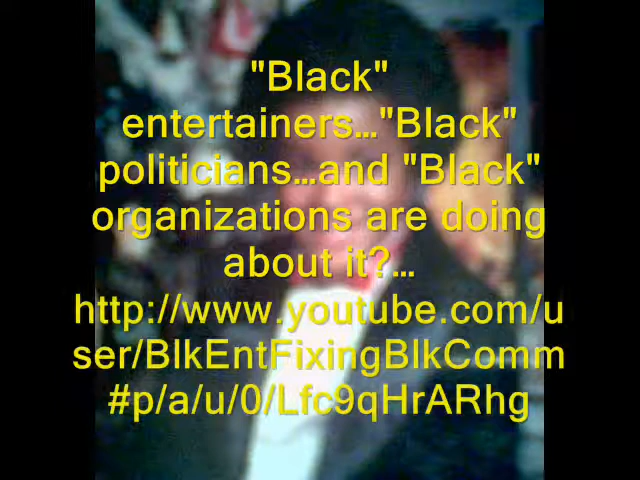 "Black"
entertainers..."Black"
politicians...and "Black"
organizations are doing
about it?...
http://www.youtube.com/u
ser/BlkEntFixingBlkComm
#p/a/u/0/Lfc9qHrARhg